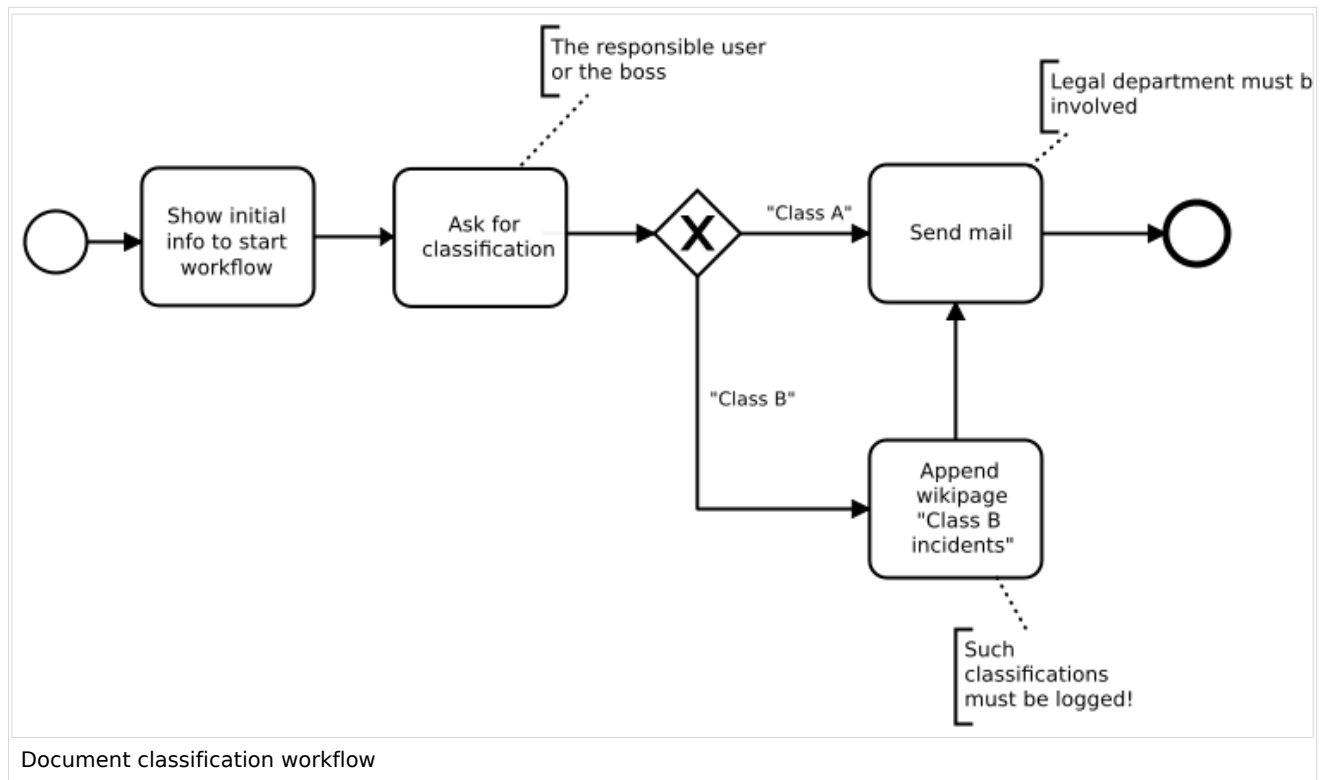 The responsible user
or the boss
Legal department must b
involved
Show initial
info to start
workflow
Ask for
classification
"Class A"
Send mail
"Class B"
Append
wikipage
"Class B
incidents"
Such
classifications
must be logged!
Document classification workflow